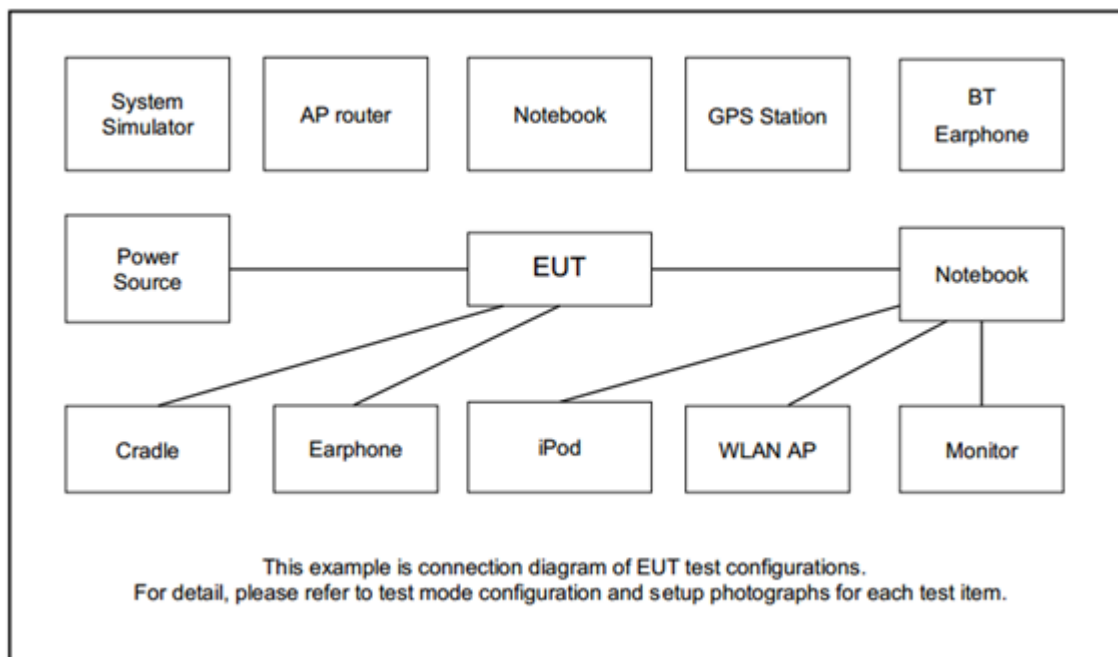 System
Simulator
AP router
Notebook
GPS Station
BT
Earphone
Power
Source
EUT
Notebook
Cradle
Earphone
iPod
WLAN AP
Monitor
This example is connection diagram of EUT test configurations.
For detail, please refer to test mode configuration and setup photographs for each test item.